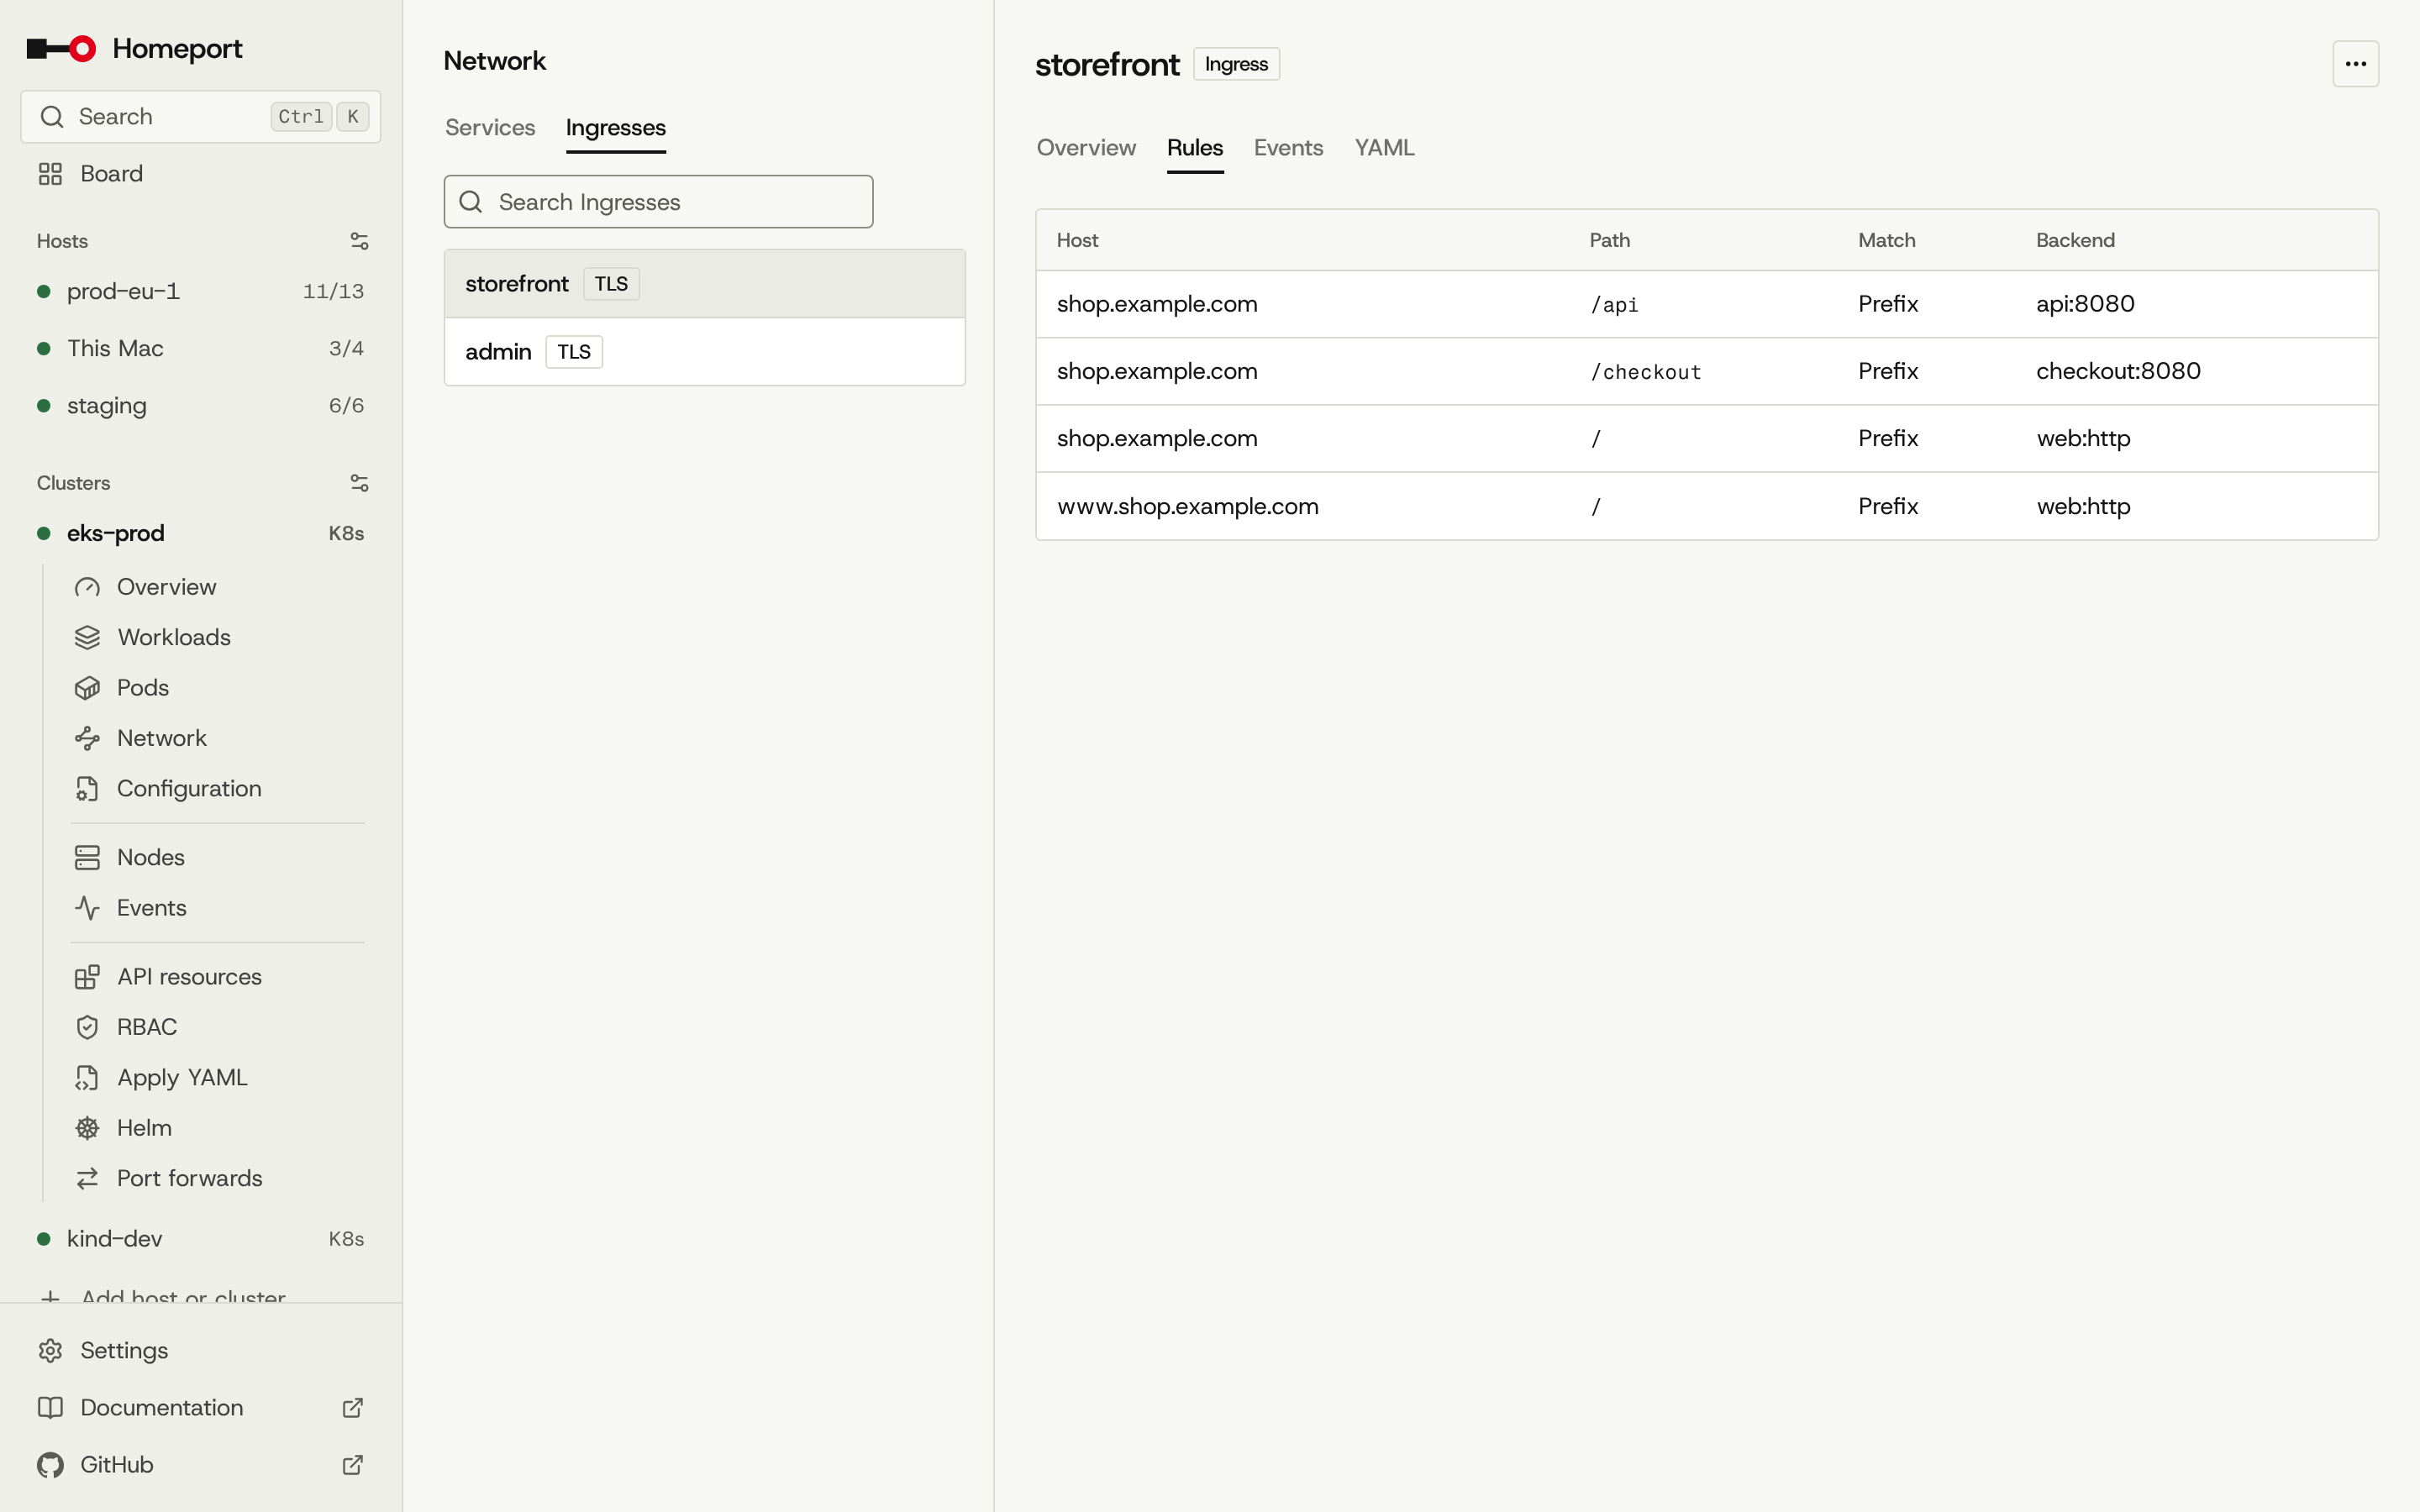 Homeport
Search Ctrl K
Board
Hosts
prod-eu-1 11/13
This Mac 3/4
staging 6/6
Clusters
eks-prod K8s
Overview
Workloads
Pods
Network
Configuration
Nodes
Events
API resources
RBAC
Apply YAML
Helm
Port forwards
kind-dev K8s
Add host or cluster
Settings
Documentation
GitHub
Network
Services Ingresses
Search Ingresses
storefront TLS
admin TLS
storefront Ingress
Overview Rules Events YAML
Host Path Match Backend
shop.example.com /api Prefix api:8080
shop.example.com /checkout Prefix checkout:8080
shop.example.com / Prefix web:http
www.shop.example.com / Prefix web:http